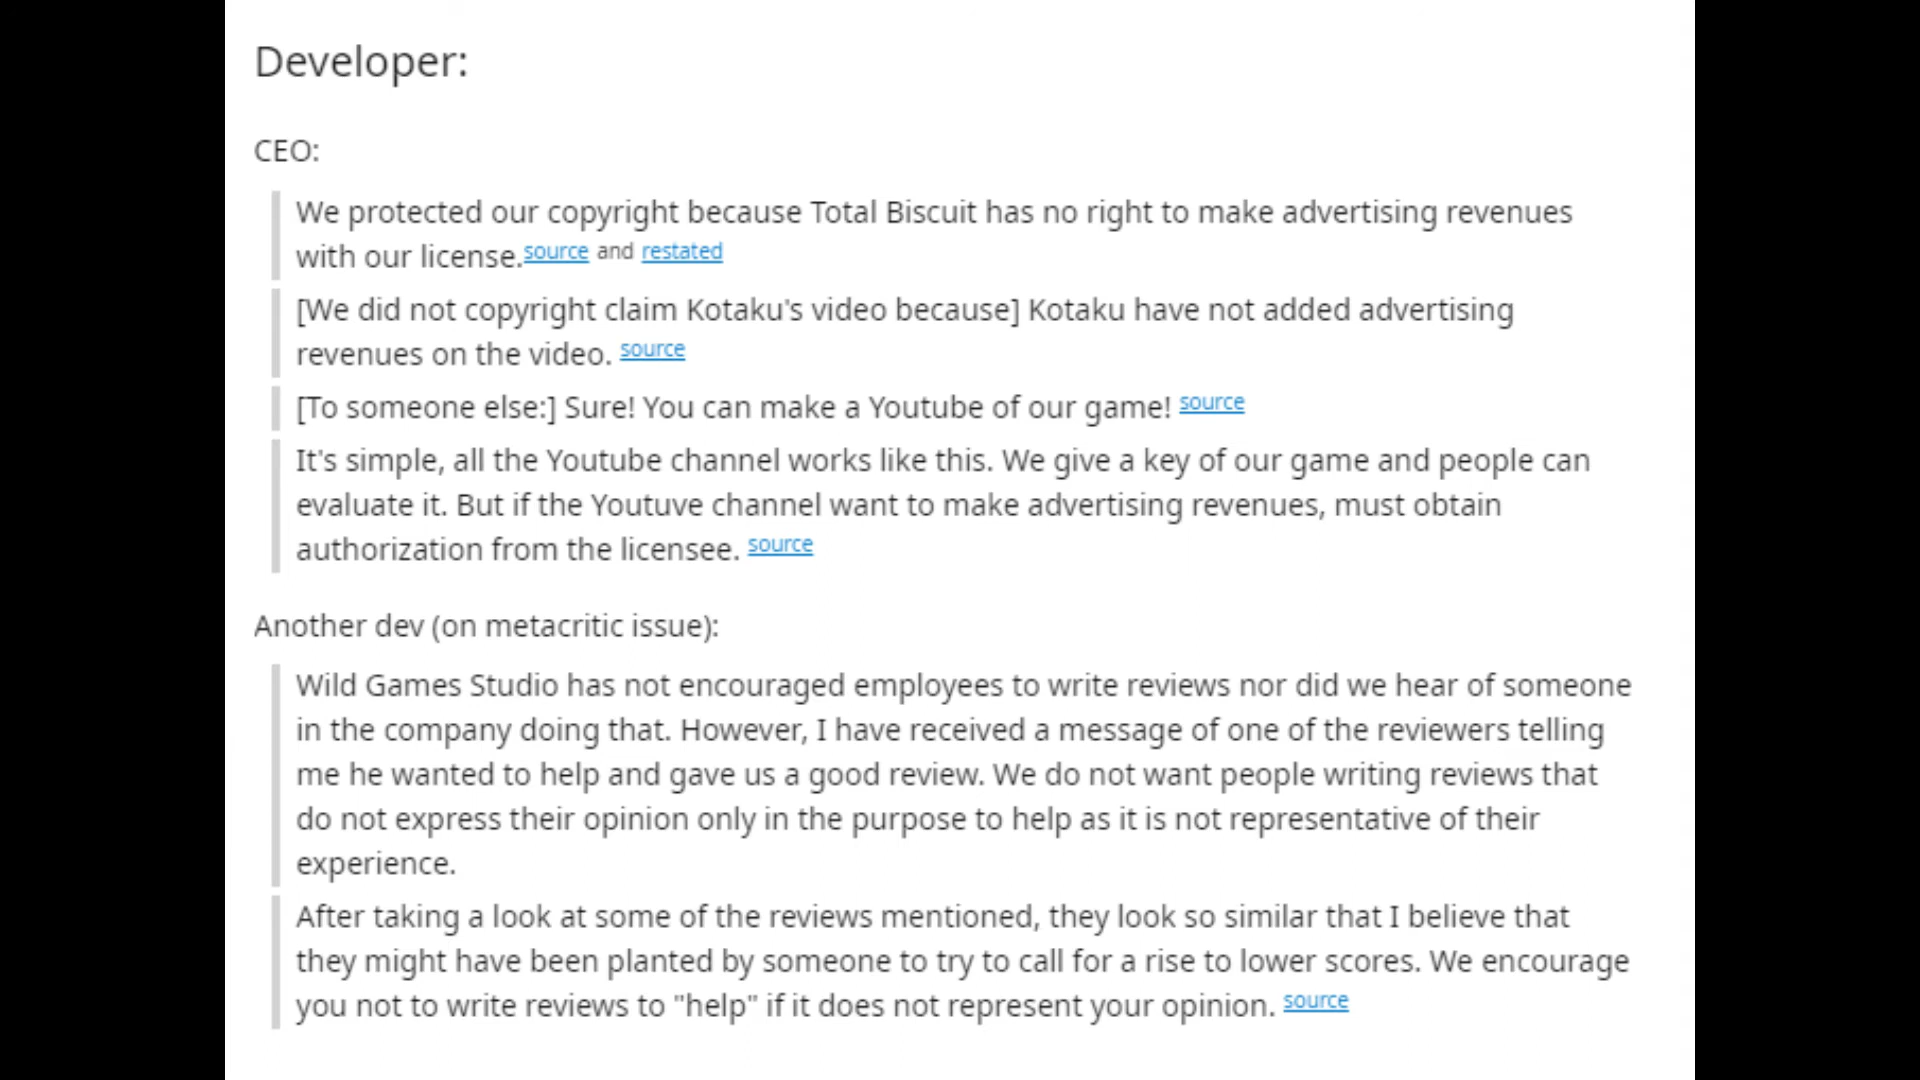 Developer:
CEO:
We protected our copyright because Total Biscuit has no right to make advertising revenues
with our license.source and restated
[We did not copyright claim Kotaku's video because] Kotaku have not added advertising
revenues on the video. source
[To someone else:] Sure! You can make a Youtube of our game! source
It's simple, all the Youtube channel works like this. We give a key of our game and people can
evaluate it. But if the Youtuve channel want to make advertising revenues, must obtain
authorization from the licensee. source
Another dev (on metacritic issue):
Wild Games Studio has not encouraged employees to write reviews nor did we hear of someone
in the company doing that. However, I have received a message of one of the reviewers telling
me he wanted to help and gave us a good review. We do not want people writing reviews that
do not express their opinion only in the purpose to help as it is not representative of their
experience.
After taking a look at some of the reviews mentioned, they look so similar that I believe that
they might have been planted by someone to try to call for a rise to lower scores. We encourage
you not to write reviews to "help" if it does not represent your opinion. source